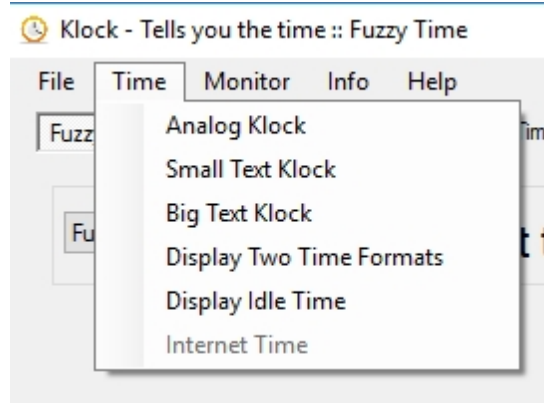 Klock - Tells you the time :: Fuzzy Time
File Time Monitor Info Help
Analog Klock
Small Text Klock
Big Text Klock
Display Two Time Formats
Display Idle Time
Internet Time